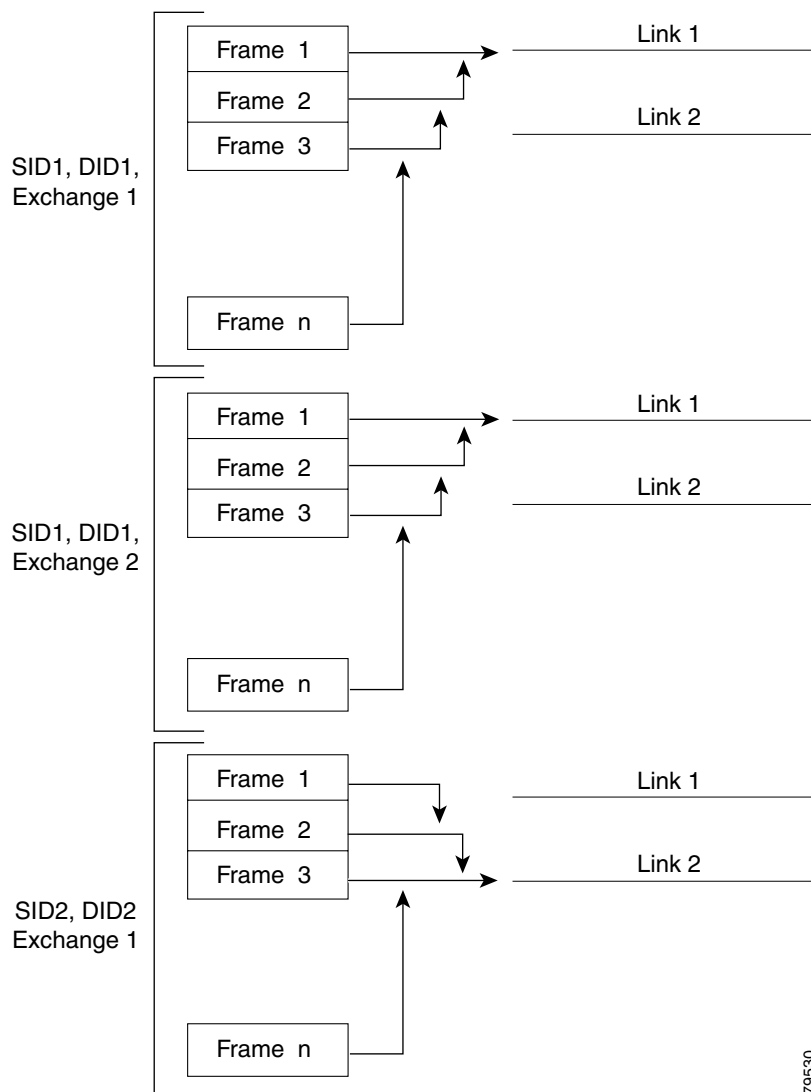 Frame 1
Link 1
Frame 2
Link 2
Frame 3
SID1, DID1,
Exchange 1
Frame n
Frame 1
Link 1
Frame 2
Link 2
Frame 3
SID1, DID1,
Exchange 2
Frame n
Frame 1
Link 1
Frame 2
Link 2
Frame 3
SID2, DID2
Exchange 1
Frame n
79530